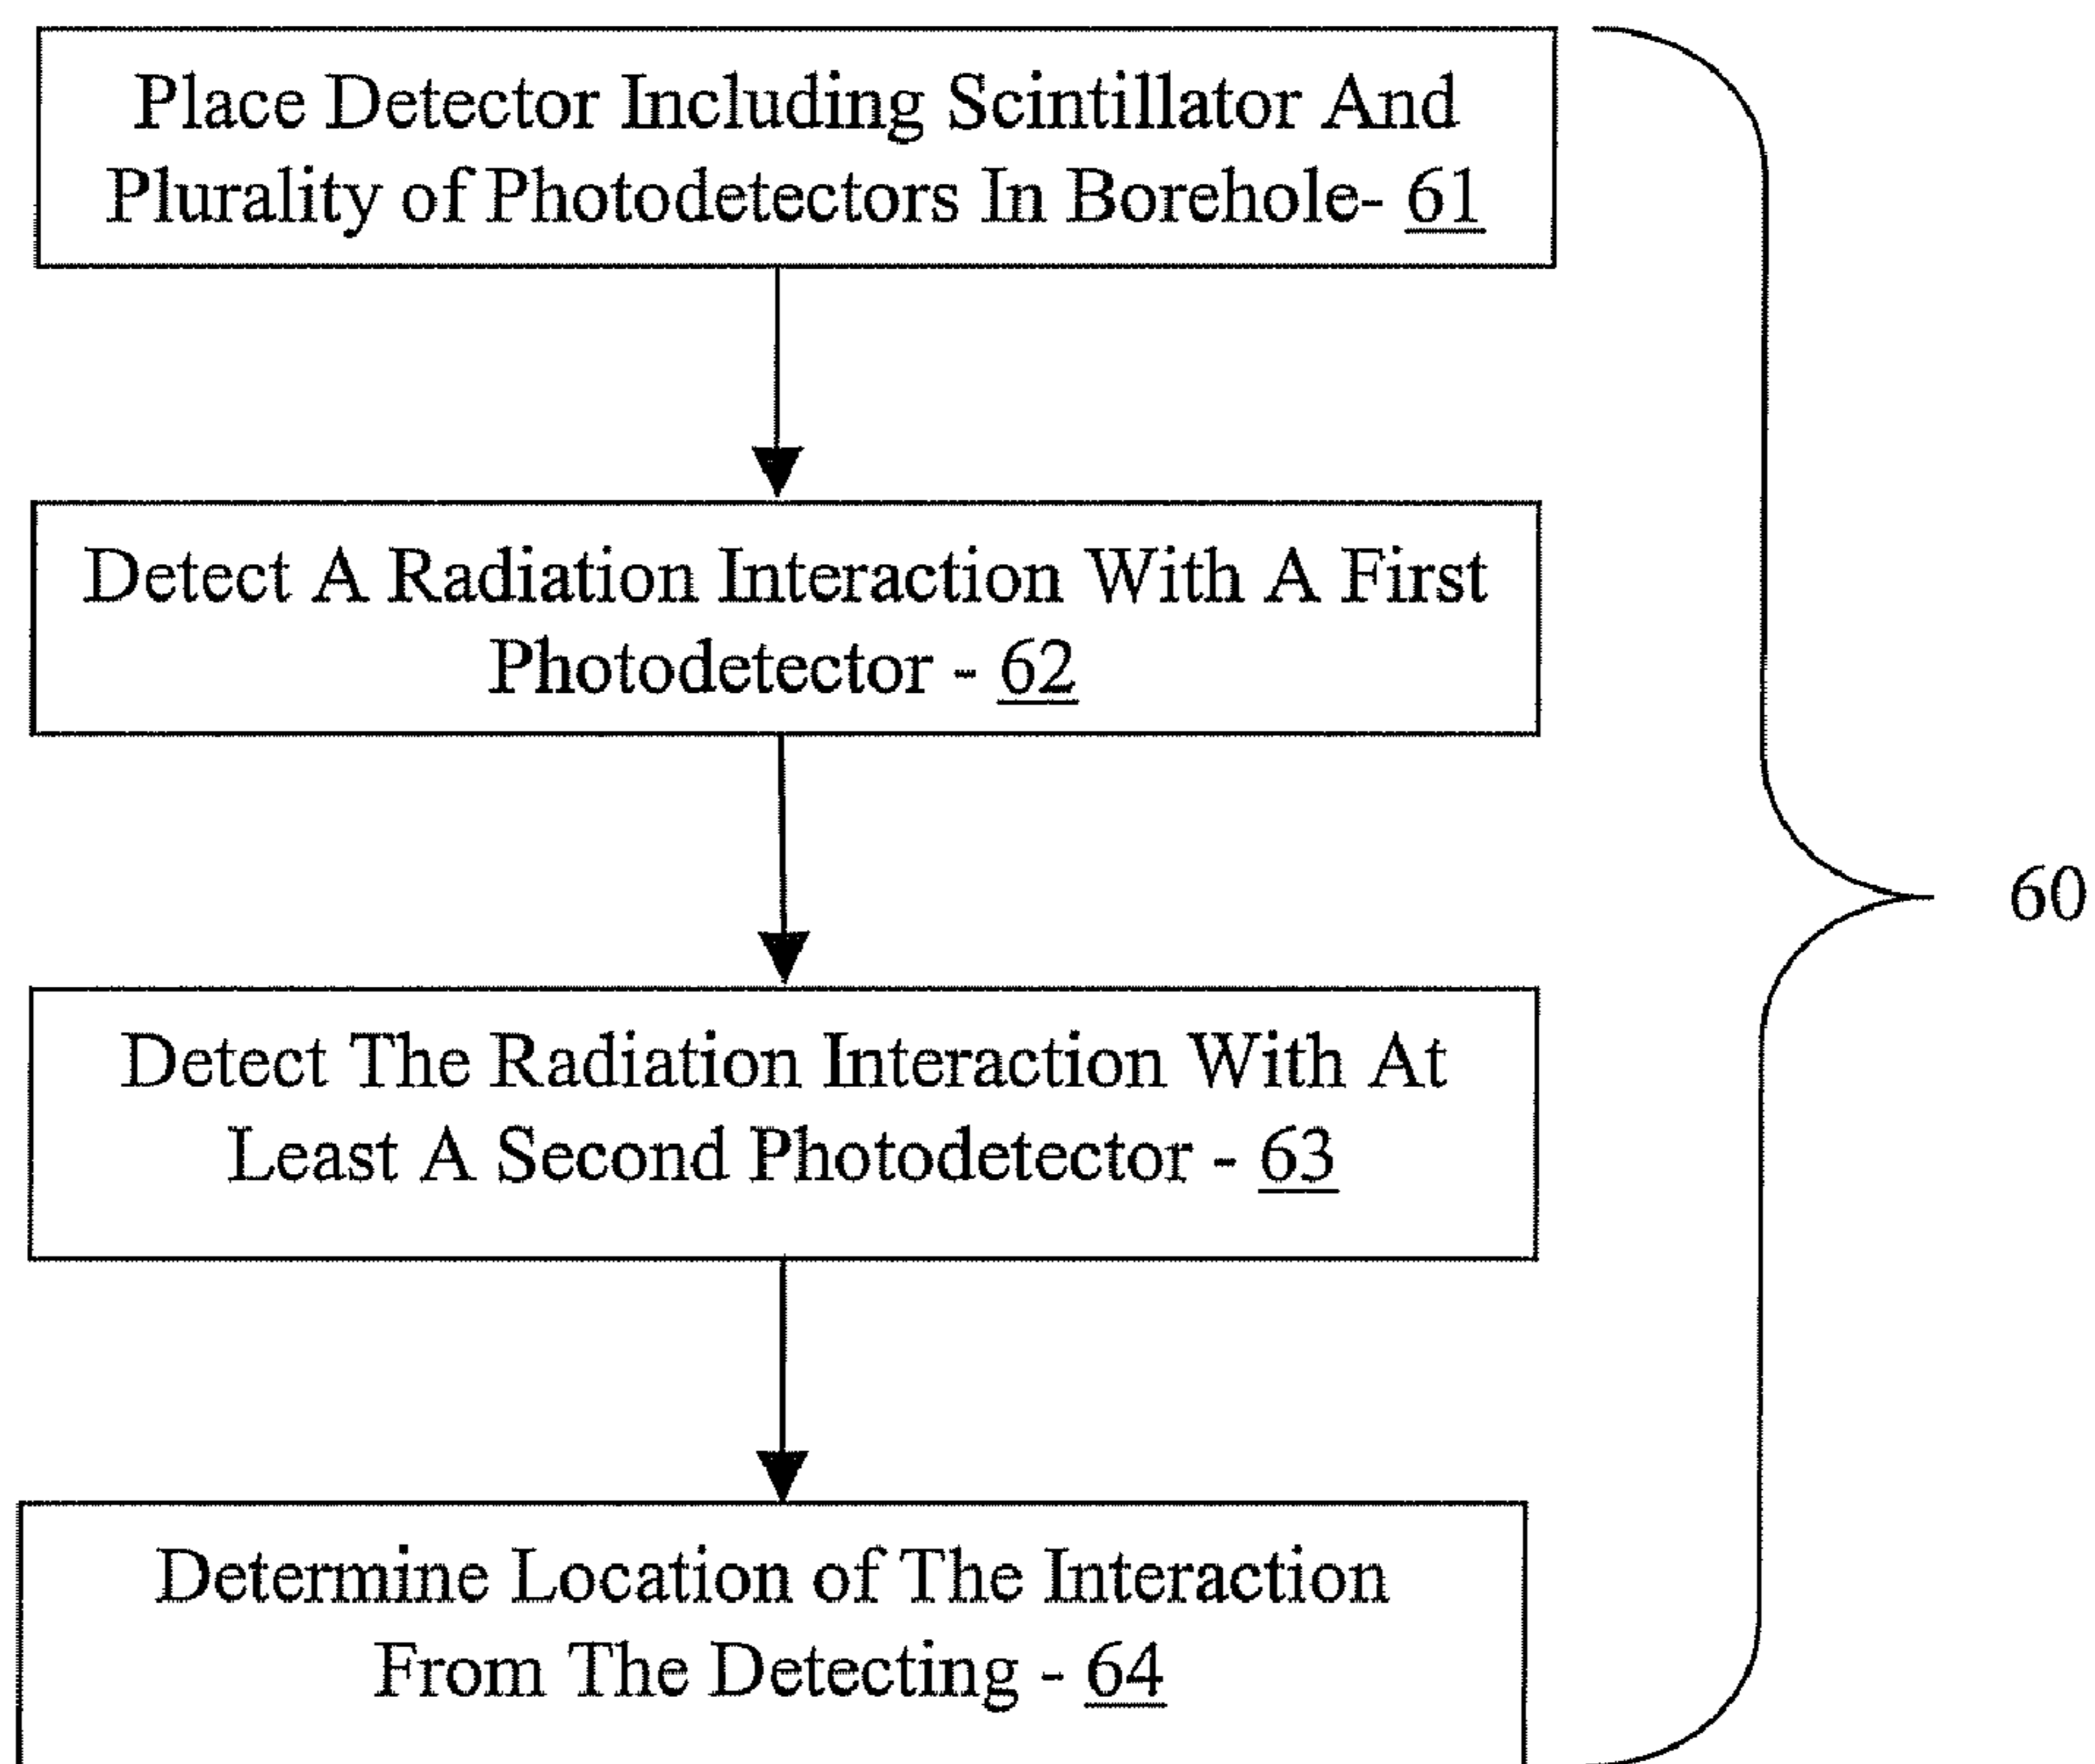 Place Detector Including Scintillator And
Plurality of Photodetectors In Borehole- 61
Detect A Radiation Interaction With A First
Photodetector - 62
Detect The Radiation Interaction With At
Least A Second Photodetector - 63
Determine Location of The Interaction
From The Detecting - 64
60